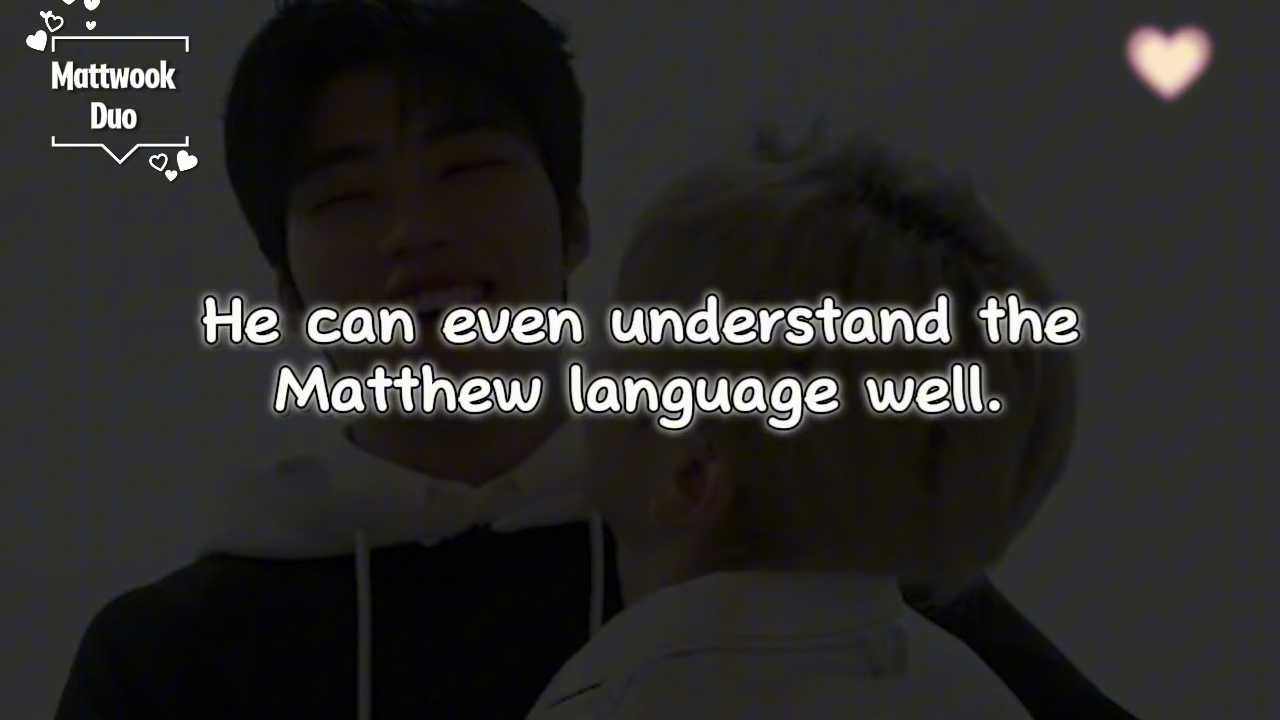 Mattwook
Duo
He can even understand the
Matthew language well.